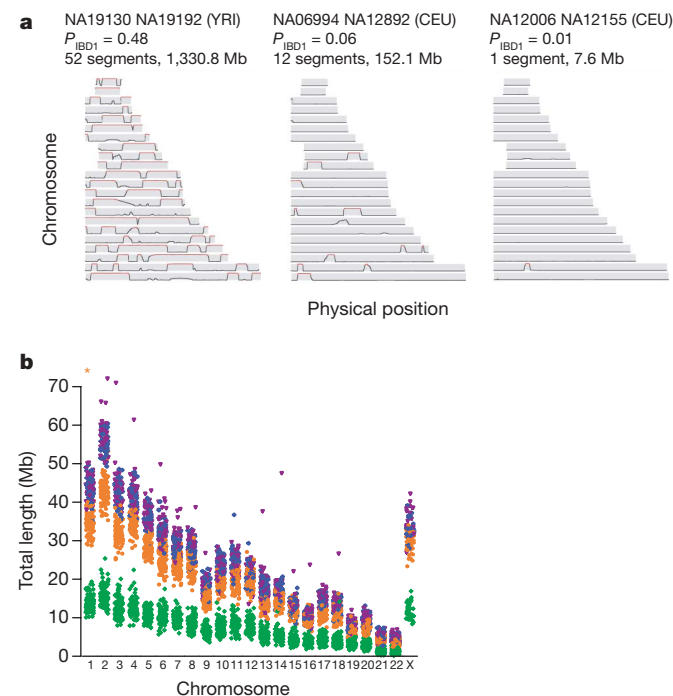 a
NA19130 NA19192 (YRI)
P_IBD1 = 0.48
52 segments, 1,330.8 Mb
NA06994 NA12892 (CEU)
P_IBD1 = 0.06
12 segments, 152.1 Mb
NA12006 NA12155 (CEU)
P_IBD1 = 0.01
1 segment, 7.6 Mb
Chromosome
Physical position
b
Total length (Mb)
70
60
50
40
30
20
10
0
1 2 3 4 5 6 7 8 9 10 11 12 13 14 15 16 17 18 19 20 21 22 X
Chromosome